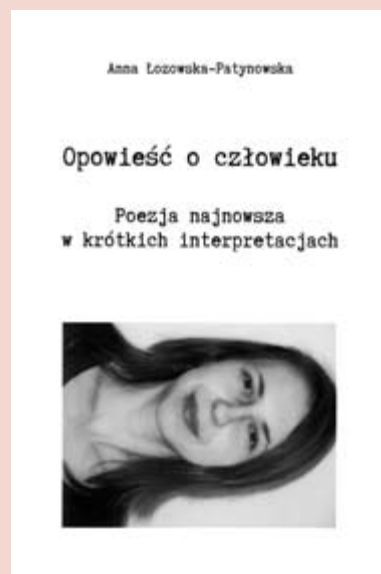 Anna Łozowska-Patynowska
Opowieść o człowieku
Poezja najnowsza
w krótkich interpretacjach